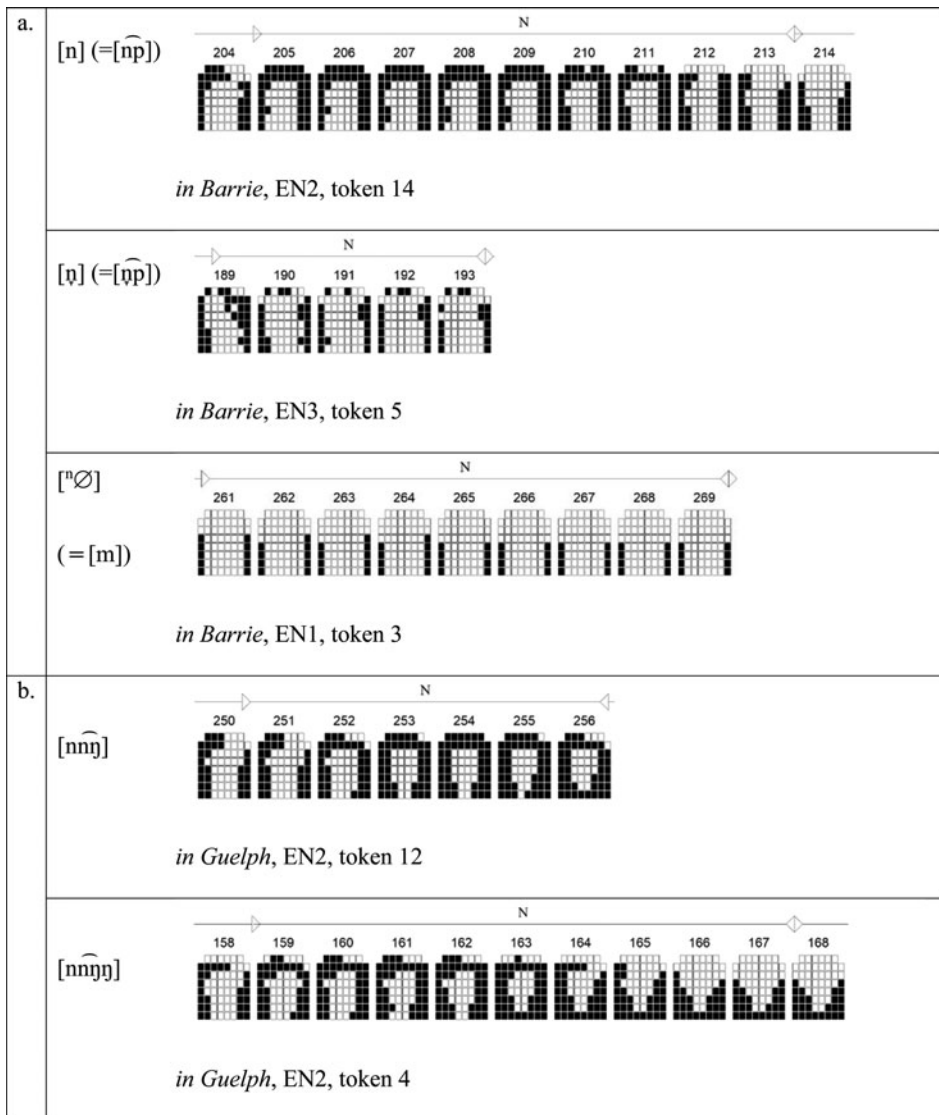 a.
[n] (=[n͡p])
N
204 205 206 207 208 209 210 211 212 213 214
in Barrie, EN2, token 14
N
189 190 191 192 193
in Barrie, EN3, token 5
[ⁿ∅]
(=[m])
N
261 262 263 264 265 266 267 268 269
in Barrie, EN1, token 3
b.
[nn͡ŋ]
N
250 251 252 253 254 255 256
in Guelph, EN2, token 12
[nn͡ŋŋ]
N
158 159 160 161 162 163 164 165 166 167 168
in Guelph, EN2, token 4